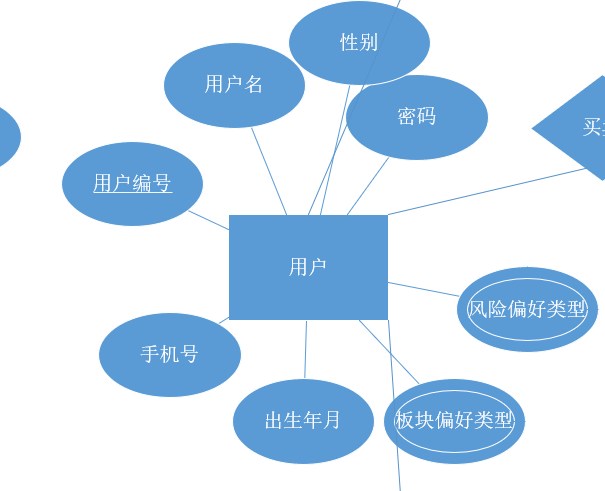 性别
用户名
密码
买
用户编号
用户
风险偏好类型
手机号
出生年月
板块偏好类型